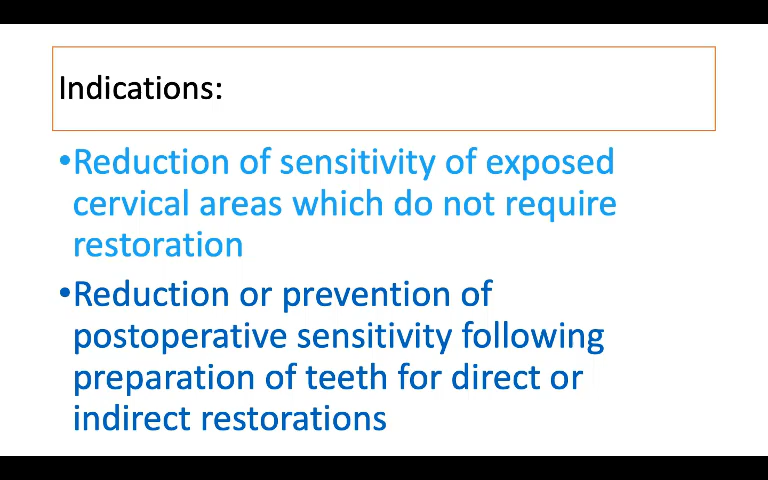 Indications:
•Reduction of sensitivity of exposed
cervical areas which do not require
restoration
•Reduction or prevention of
postoperative sensitivity following
preparation of teeth for direct or
indirect restorations